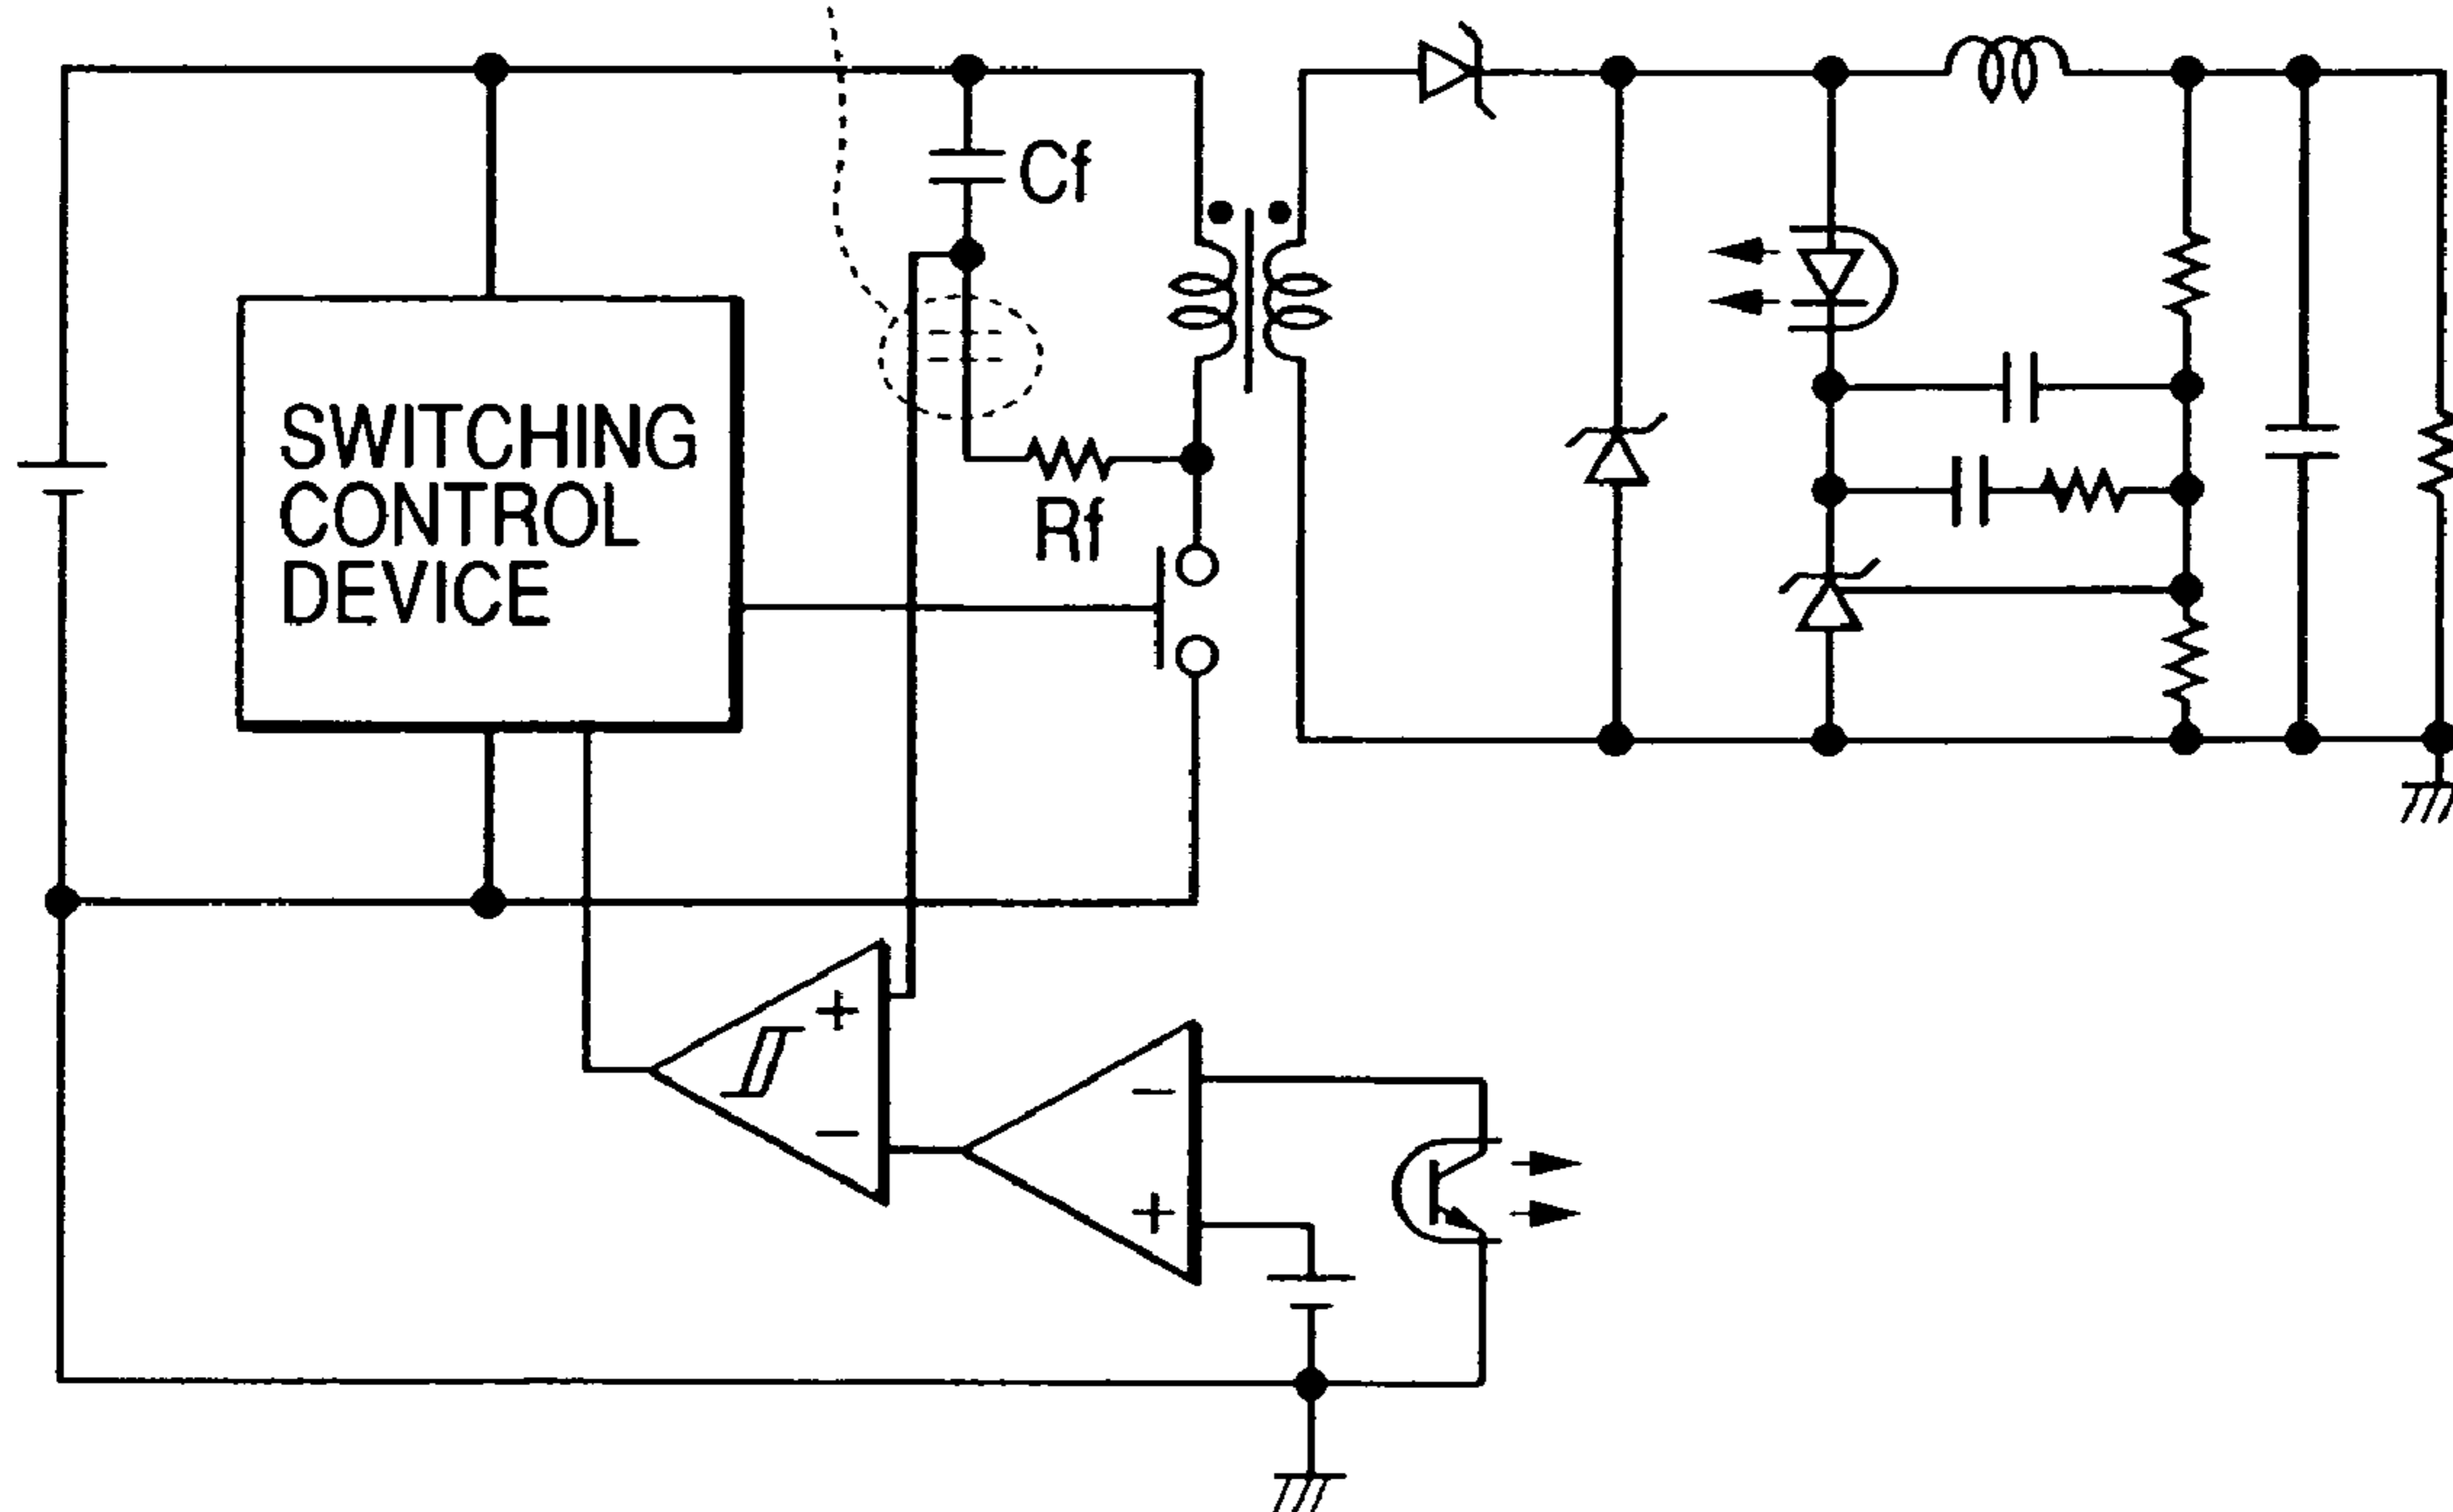 Cf
SWITCHING
CONTROL
DEVICE
Rf
+
−
−
+